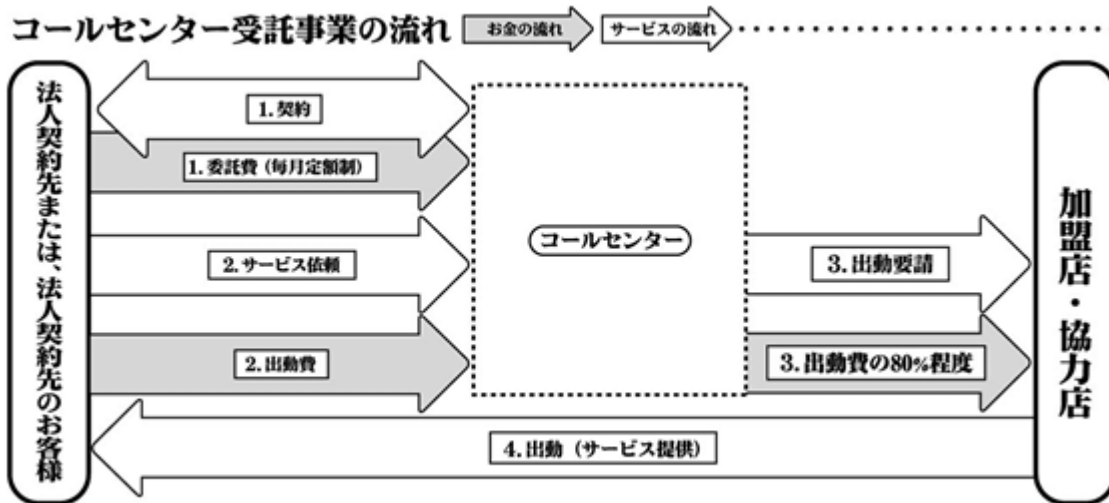 コールセンター受託事業の流れ
お金の流れ
サービスの流れ
法人契約先または、法人契約先のお客様
1.契約
1.委託費(毎月定額制)
2.サービス依頼
2.出動費
コールセンター
3.出動要請
3.出動費の80%程度
4.出動(サービス提供)
加盟店・協力店